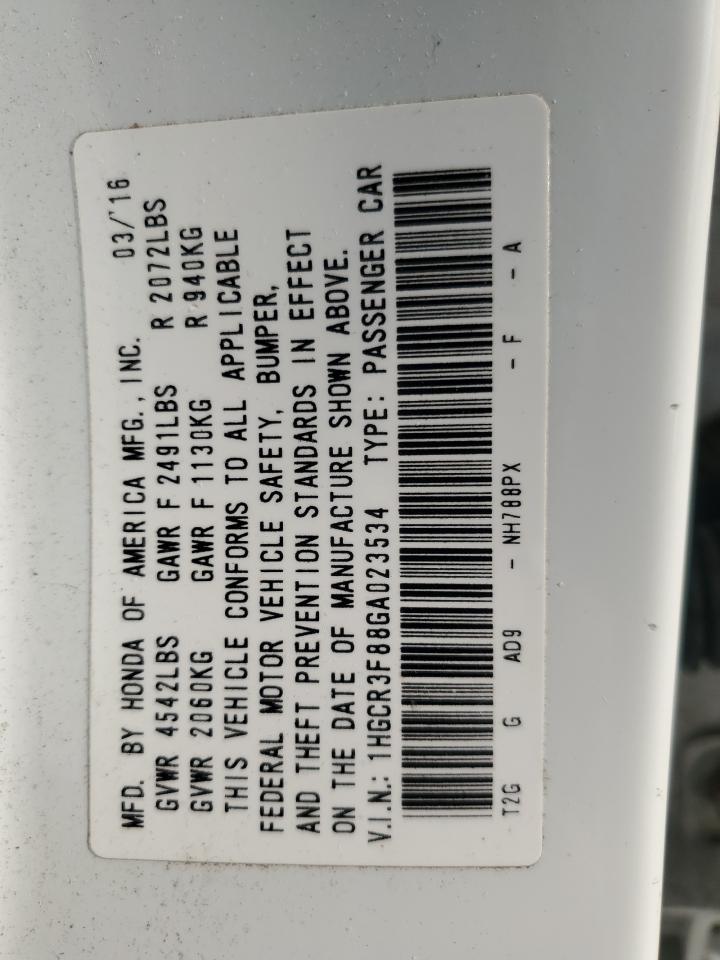 MFD. BY HONDA OF AMERICA MFG., INC. 03/'16
GVWR 4542LBS GAWR F 2491LBS R 2072LBS
GVWR 2060KG GAWR F 1130KG R 940KG
THIS VEHICLE CONFORMS TO ALL APPLICABLE
FEDERAL MOTOR VEHICLE SAFETY, BUMPER,
AND THEFT PREVENTION STANDARDS IN EFFECT
ON THE DATE OF MANUFACTURE SHOWN ABOVE.
V.I.N.: 1HGCR3F88GA023534 TYPE: PASSENGER CAR
T2G G AD9 - NH788PX - F - A